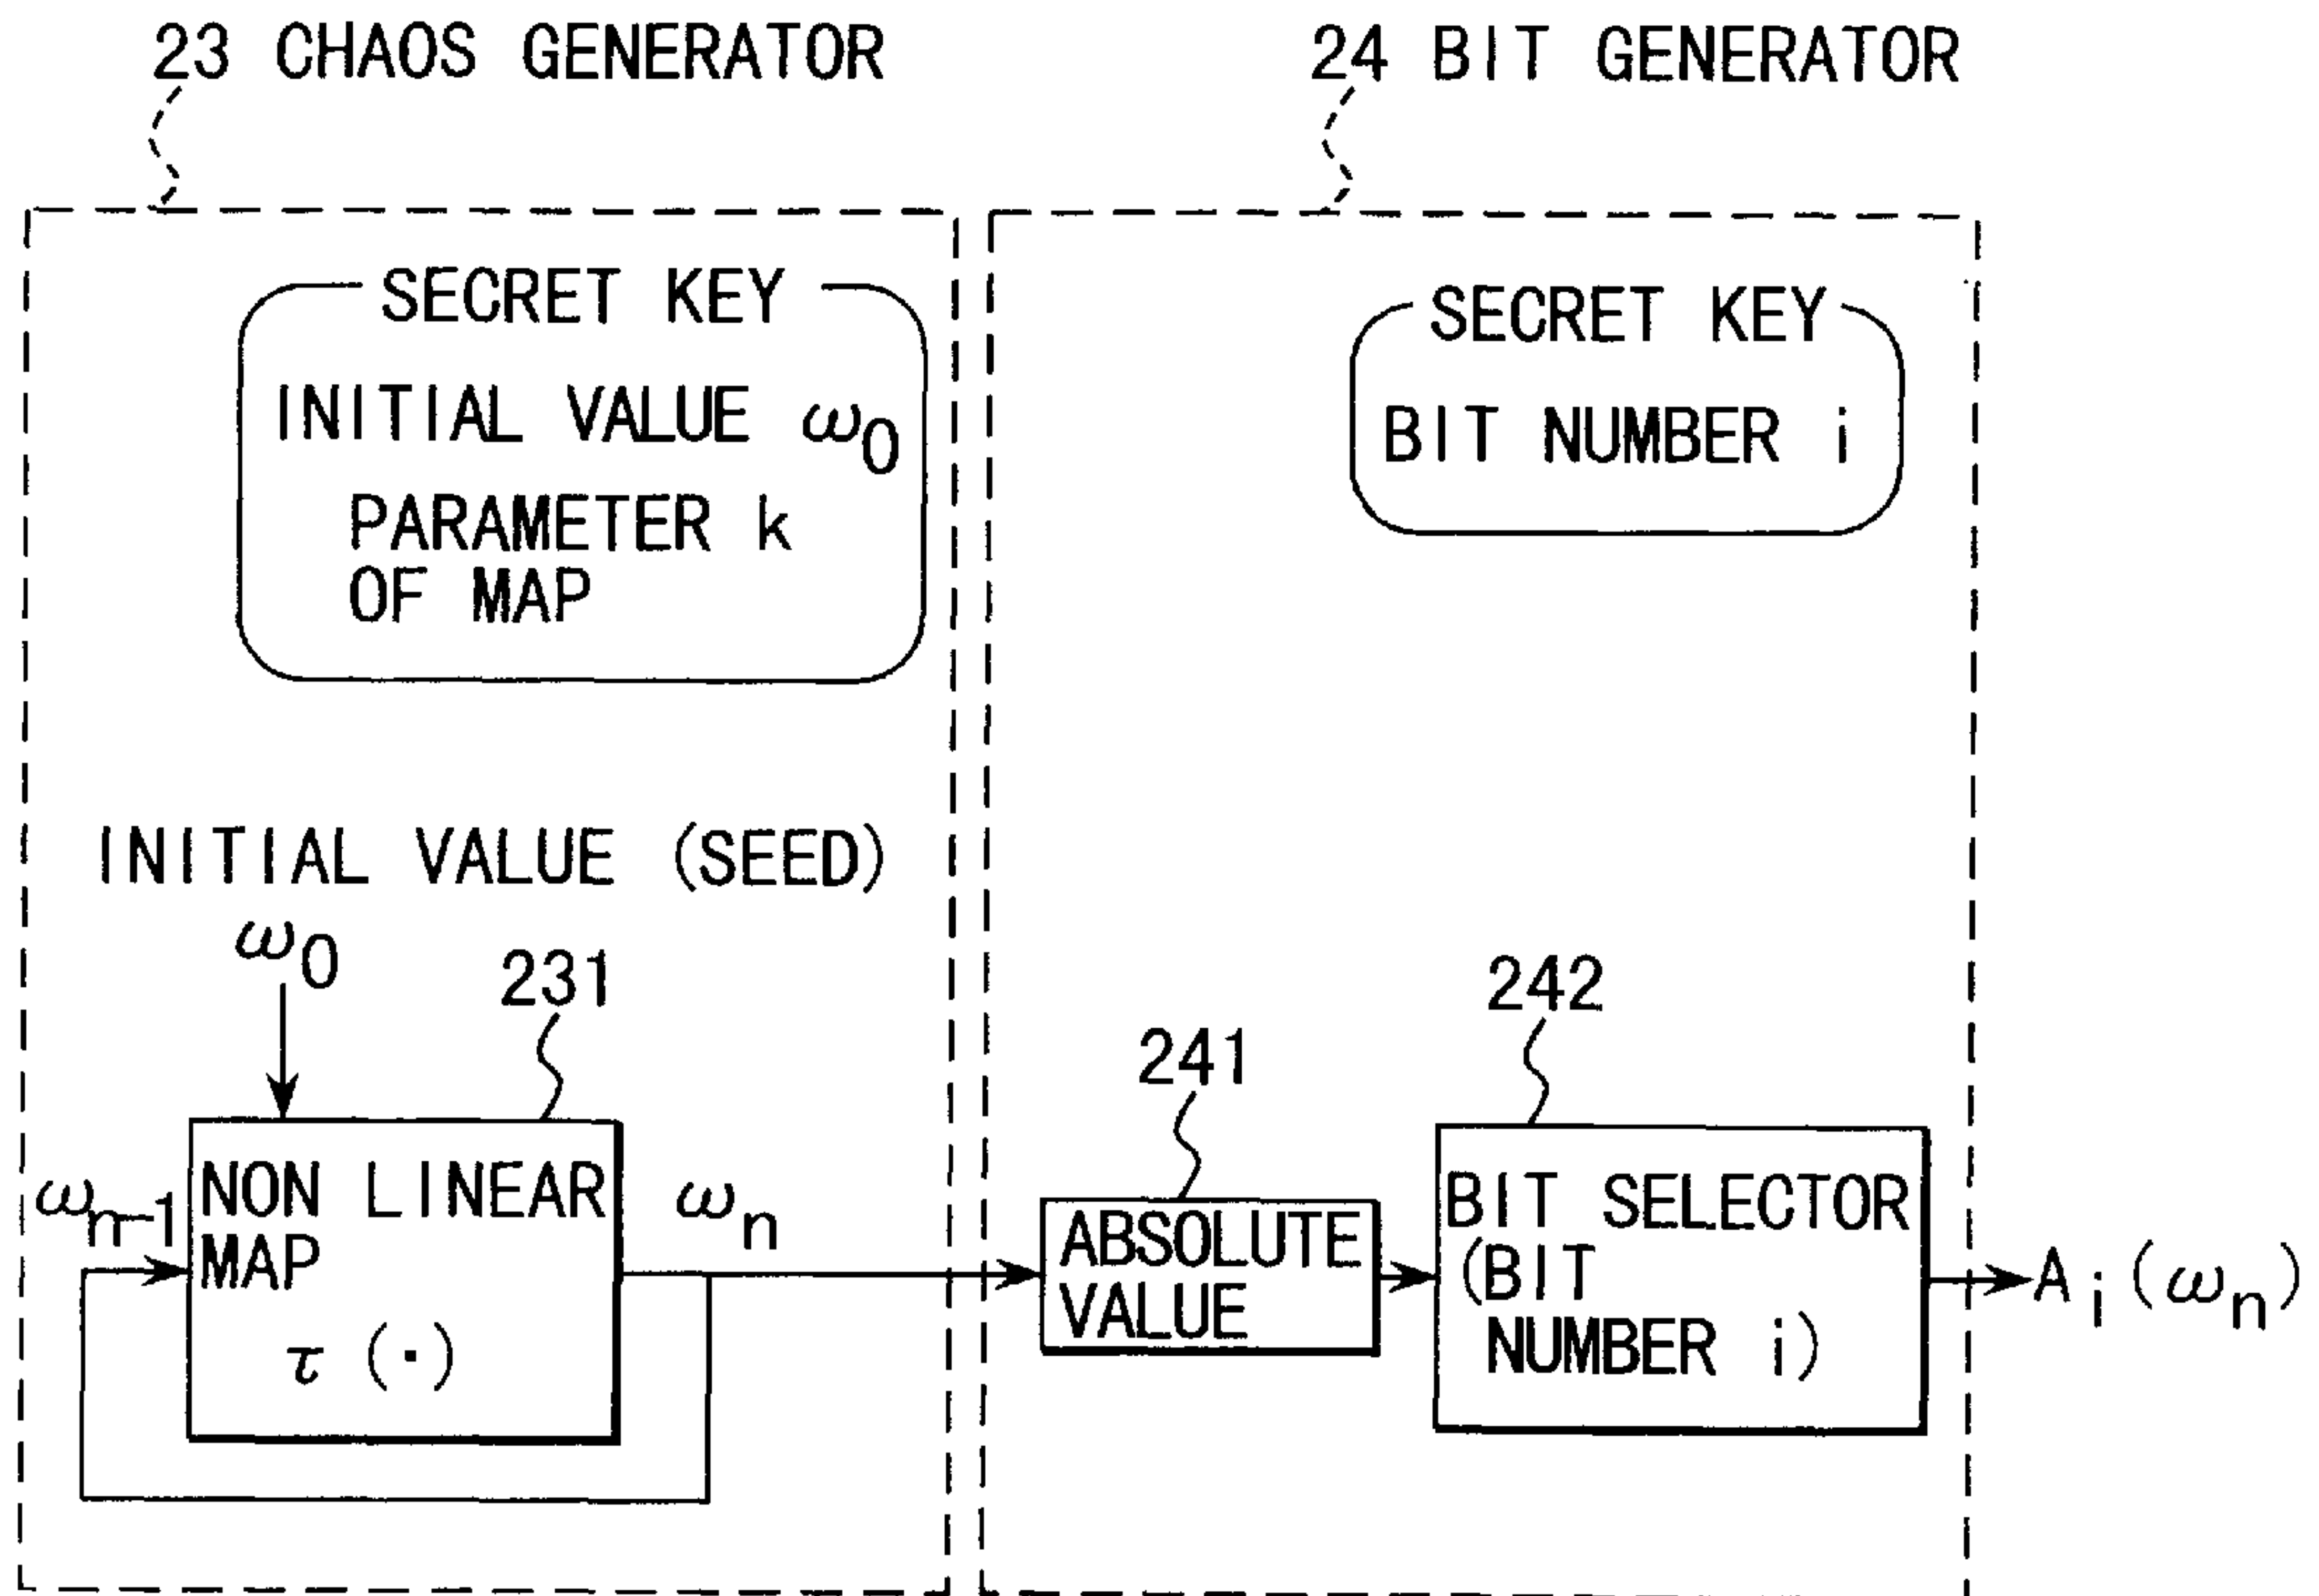 23 CHAOS GENERATOR
24 BIT GENERATOR
SECRET KEY
INITIAL VALUE ω0
PARAMETER k
OF MAP
SECRET KEY
BIT NUMBER i
INITIAL VALUE (SEED)
ω0
231
ωn-1
NON LINEAR
MAP
τ (·)
ωn
241
ABSOLUTE
VALUE
242
BIT SELECTOR
(BIT
NUMBER i)
Ai (ωn)